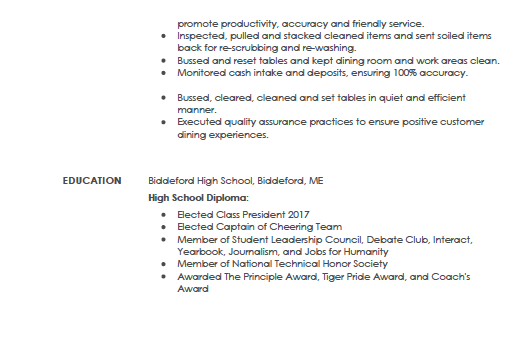 promote productivity, accuracy and friendly service.
• Inspected, pulled and stacked cleaned items and sent soiled items
back for re-scrubbing and re-washing.
• Bussed and reset tables and kept dining room and work areas clean.
• Monitored cash intake and deposits, ensuring 100% accuracy.
• Bussed, cleared, cleaned and set tables in quiet and efficient
manner.
• Executed quality assurance practices to ensure positive customer
dining experiences.
EDUCATION Biddeford High School, Biddeford, ME
High School Diploma:
• Elected Class President 2017
• Elected Captain of Cheering Team
• Member of Student Leadership Council, Debate Club, Interact,
Yearbook, Journalism, and Jobs for Humanity
• Member of National Technical Honor Society
• Awarded The Principle Award, Tiger Pride Award, and Coach's
Award